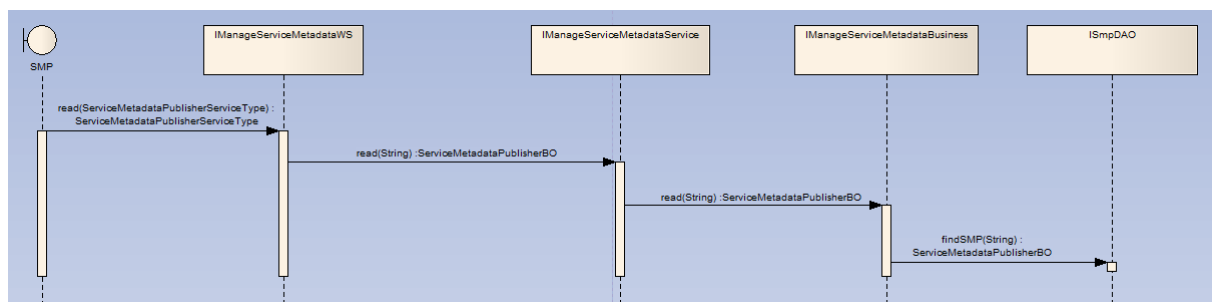 SMP
IManageServiceMetadataWS
IManageServiceMetadataService
IManageServiceMetadataBusiness
ISmpDAO
read(ServiceMetadataPublisherServiceType) :
ServiceMetadataPublisherServiceType
read(String) :ServiceMetadataPublisherBO
read(String) :ServiceMetadataPublisherBO
findSMP(String) :
ServiceMetadataPublisherBO